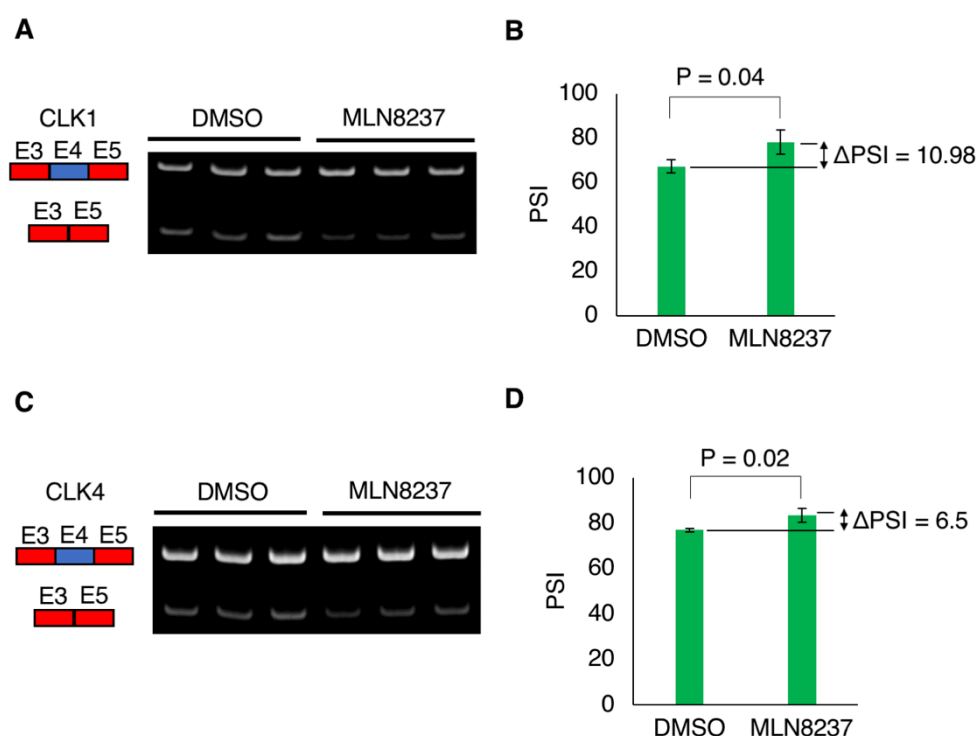 A
CLK1
E3 E4 E5
E3 E5
DMSO MLN8237
B
P = 0.04
100
80
60
40
20
0
PSI
ΔPSI = 10.98
DMSO MLN8237
C
CLK4
E3 E4 E5
E3 E5
DMSO MLN8237
D
P = 0.02
100
80
60
40
20
0
PSI
ΔPSI = 6.5
DMSO MLN8237